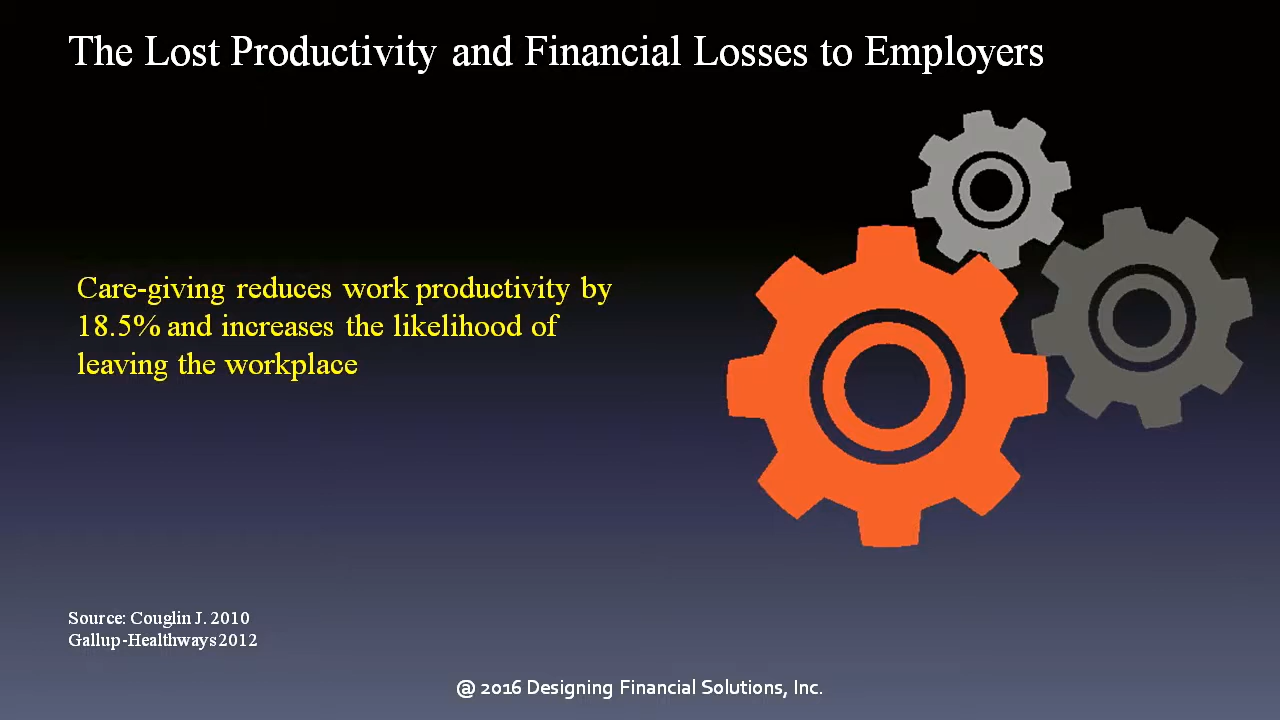 The Lost Productivity and Financial Losses to Employers
Care-giving reduces work productivity by
18.5% and increases the likelihood of
leaving the workplace
Source: Couglin J. 2010
Gallup-Healthways 2012
@ 2016 Designing Financial Solutions, Inc.